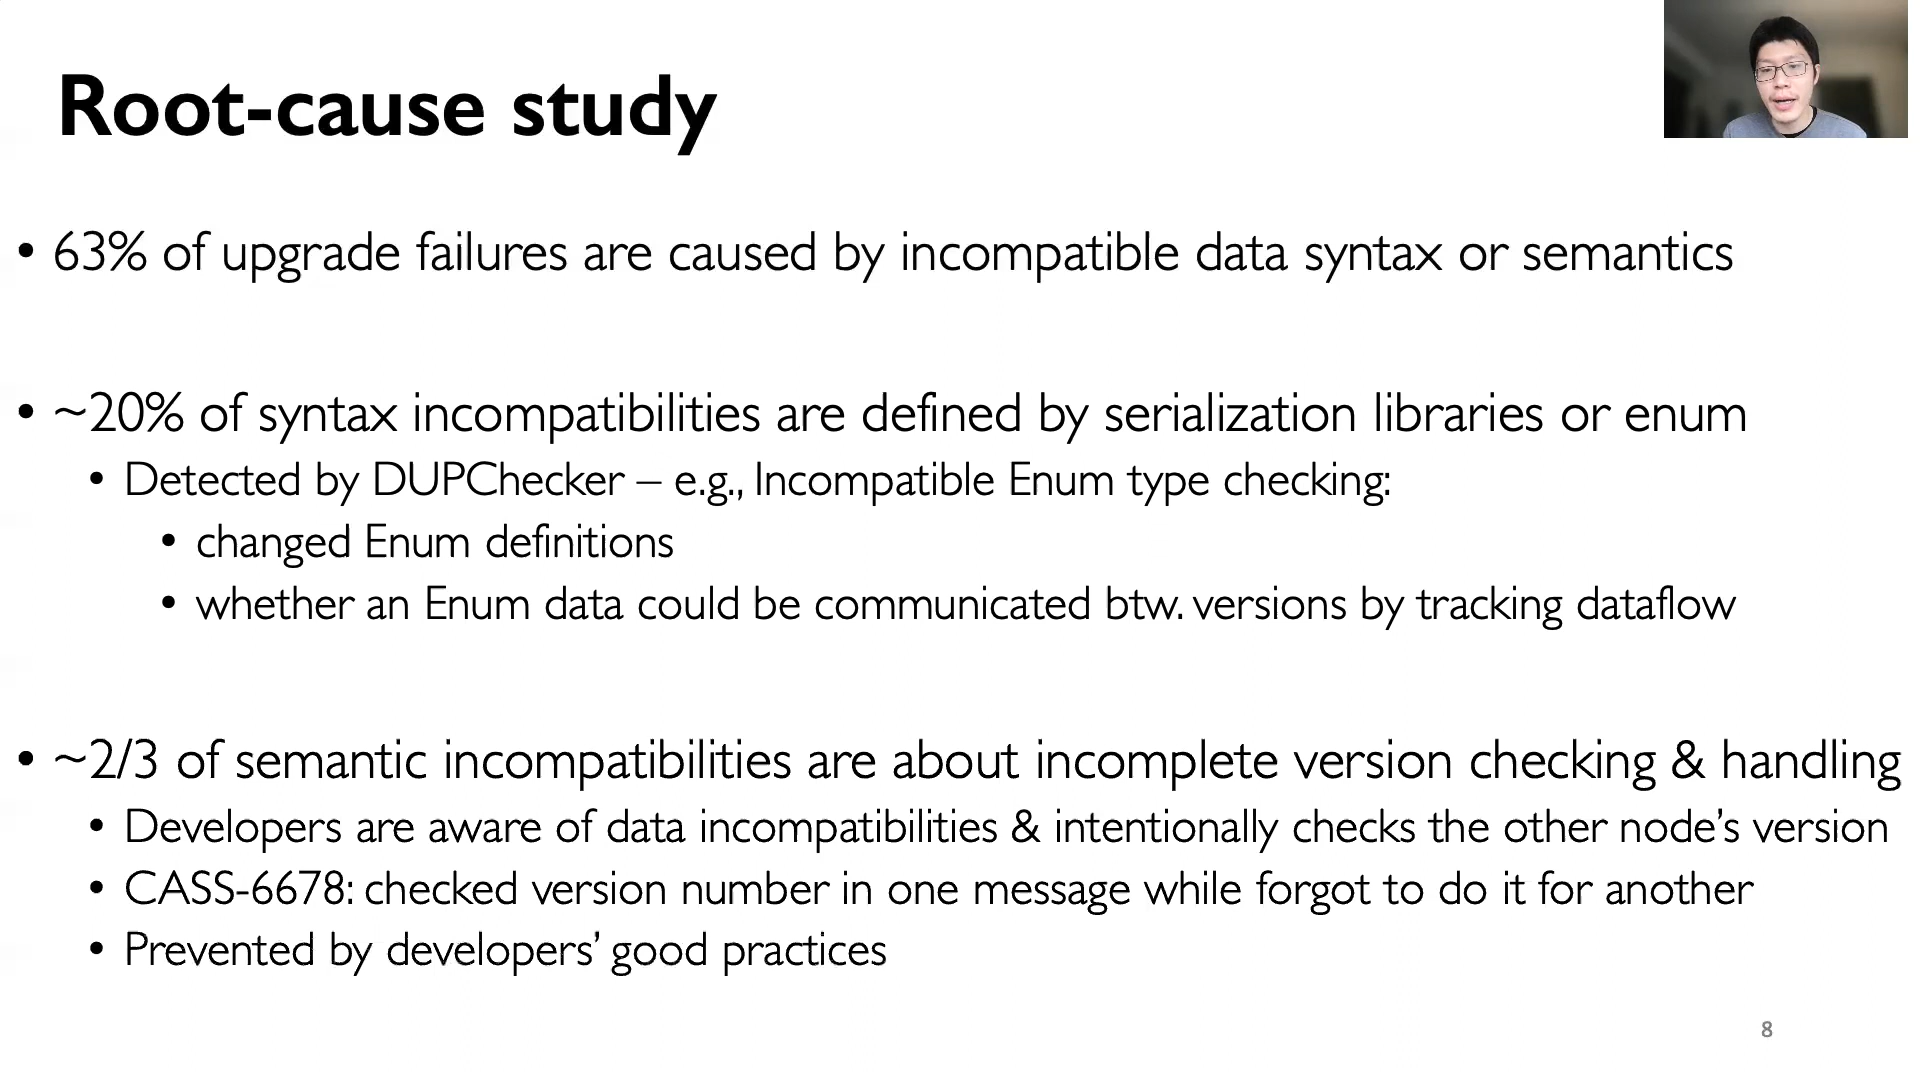 Root-cause study
• 63% of upgrade failures are caused by incompatible data syntax or semantics
• ~20% of syntax incompatibilities are defined by serialization libraries or enum
• Detected by DUPChecker – e.g., Incompatible Enum type checking:
• changed Enum definitions
• whether an Enum data could be communicated btw. versions by tracking dataflow
• ~2/3 of semantic incompatibilities are about incomplete version checking & handling
• Developers are aware of data incompatibilities & intentionally checks the other node’s version
• CASS-6678: checked version number in one message while forgot to do it for another
• Prevented by developers’ good practices
8